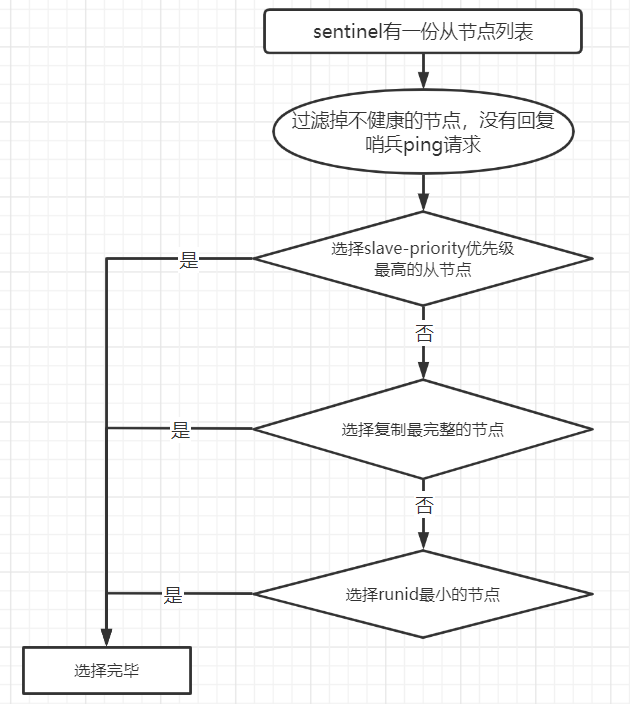 sentinel有一份从节点列表
过滤掉不健康的节点，没有回复
哨兵ping请求
选择slave-priority优先级
最高的从节点
是
否
选择复制最完整的节点
是
否
选择runid最小的节点
是
选择完毕